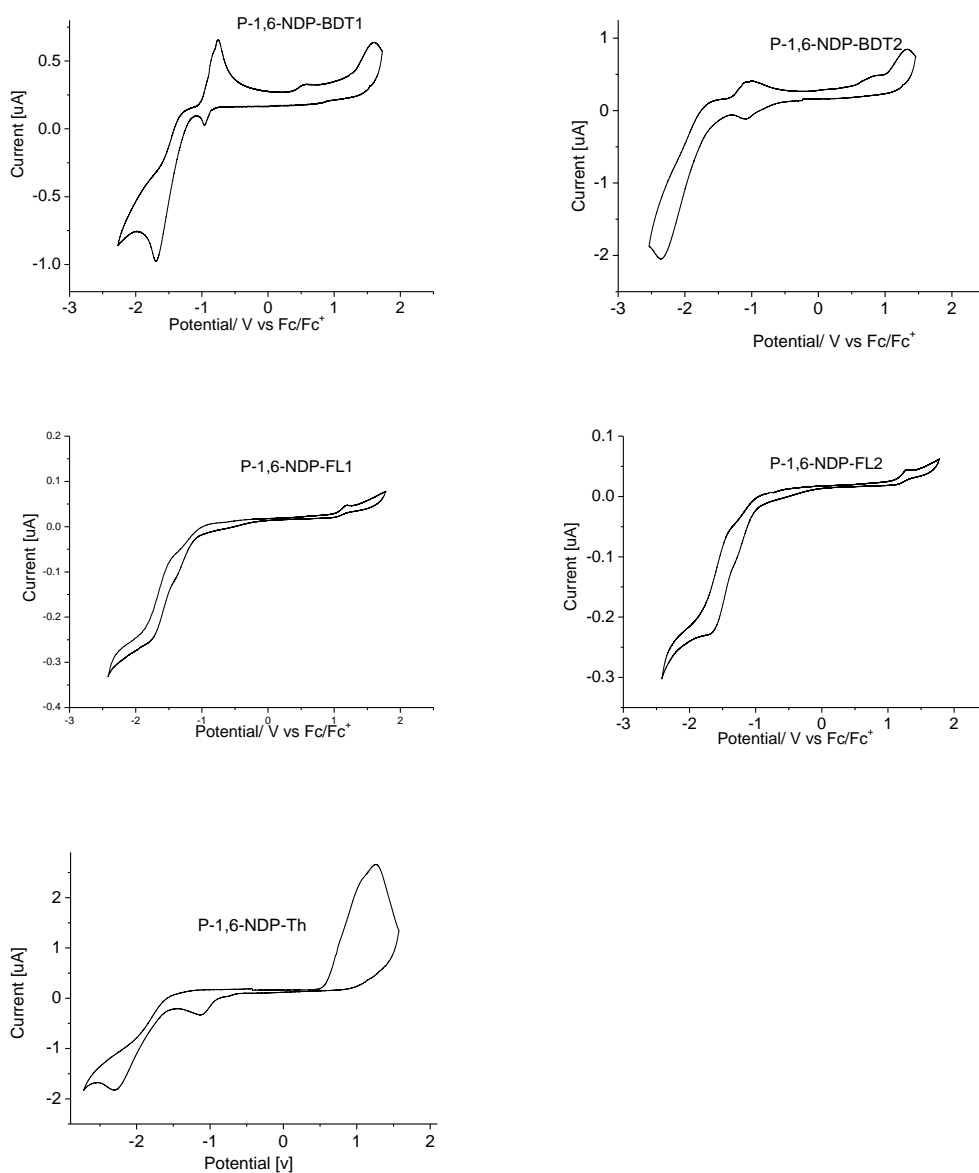 P-1,6-NDP-BDT1
Current [uA]
0.5
0.0
-0.5
-1.0
-3 -2 -1 0 1 2
Potential/ V vs Fc/Fc+
P-1,6-NDP-BDT2
Current [uA]
1
0
-1
-2
-3 -2 -1 0 1 2
Potential/ V vs Fc/Fc+
P-1,6-NDP-FL1
Current [uA]
0.2
0.1
0.0
-0.1
-0.2
-0.3
-0.4
-3 -2 -1 0 1 2
Potential/ V vs Fc/Fc+
P-1,6-NDP-FL2
Current [uA]
0.1
0.0
-0.1
-0.2
-0.3
-3 -2 -1 0 1 2
Potential/ V vs Fc/Fc+
P-1,6-NDP-Th
Current [uA]
2
1
0
-1
-2
-2 -1 0 1 2
Potential [v]